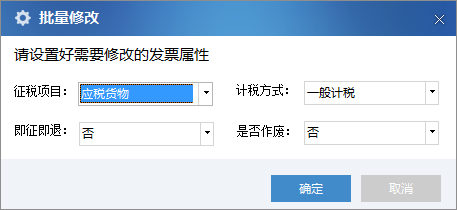 批量修改
请设置好需要修改的发票属性
征税项目： 应税货物 计税方式： 一般计税
即征即退： 否 是否作废： 否
确定 取消